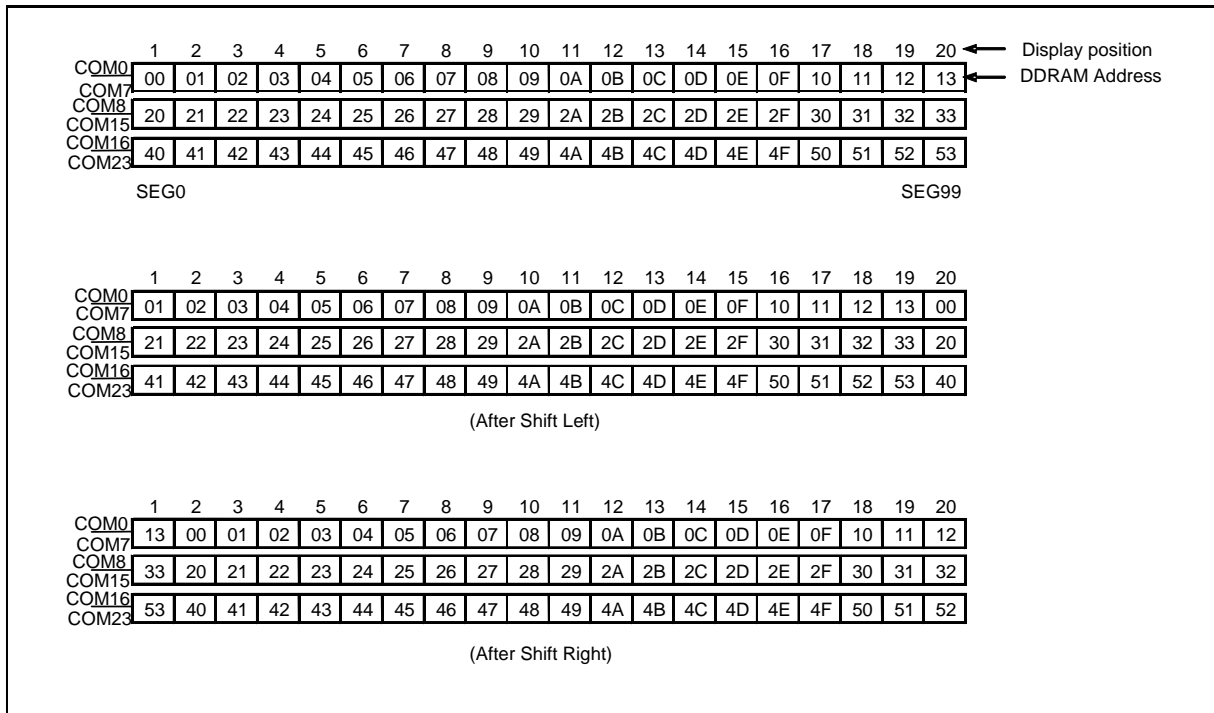 1 2 3 4 5 6 7 8 9 10 11 12 13 14 15 16 17 18 19 20 Display position
COM0
COM7
00 01 02 03 04 05 06 07 08 09 0A 0B 0C 0D 0E 0F 10 11 12 13 DDRAM Address
COM8
COM15
20 21 22 23 24 25 26 27 28 29 2A 2B 2C 2D 2E 2F 30 31 32 33
COM16
COM23
40 41 42 43 44 45 46 47 48 49 4A 4B 4C 4D 4E 4F 50 51 52 53
SEG0 SEG99
1 2 3 4 5 6 7 8 9 10 11 12 13 14 15 16 17 18 19 20
COM0
COM7
01 02 03 04 05 06 07 08 09 0A 0B 0C 0D 0E 0F 10 11 12 13 00
COM8
COM15
21 22 23 24 25 26 27 28 29 2A 2B 2C 2D 2E 2F 30 31 32 33 20
COM16
COM23
41 42 43 44 45 46 47 48 49 4A 4B 4C 4D 4E 4F 50 51 52 53 40
(After Shift Left)
1 2 3 4 5 6 7 8 9 10 11 12 13 14 15 16 17 18 19 20
COM0
COM7
13 00 01 02 03 04 05 06 07 08 09 0A 0B 0C 0D 0E 0F 10 11 12
COM8
COM15
33 20 21 22 23 24 25 26 27 28 29 2A 2B 2C 2D 2E 2F 30 31 32
COM16
COM23
53 40 41 42 43 44 45 46 47 48 49 4A 4B 4C 4D 4E 4F 50 51 52
(After Shift Right)